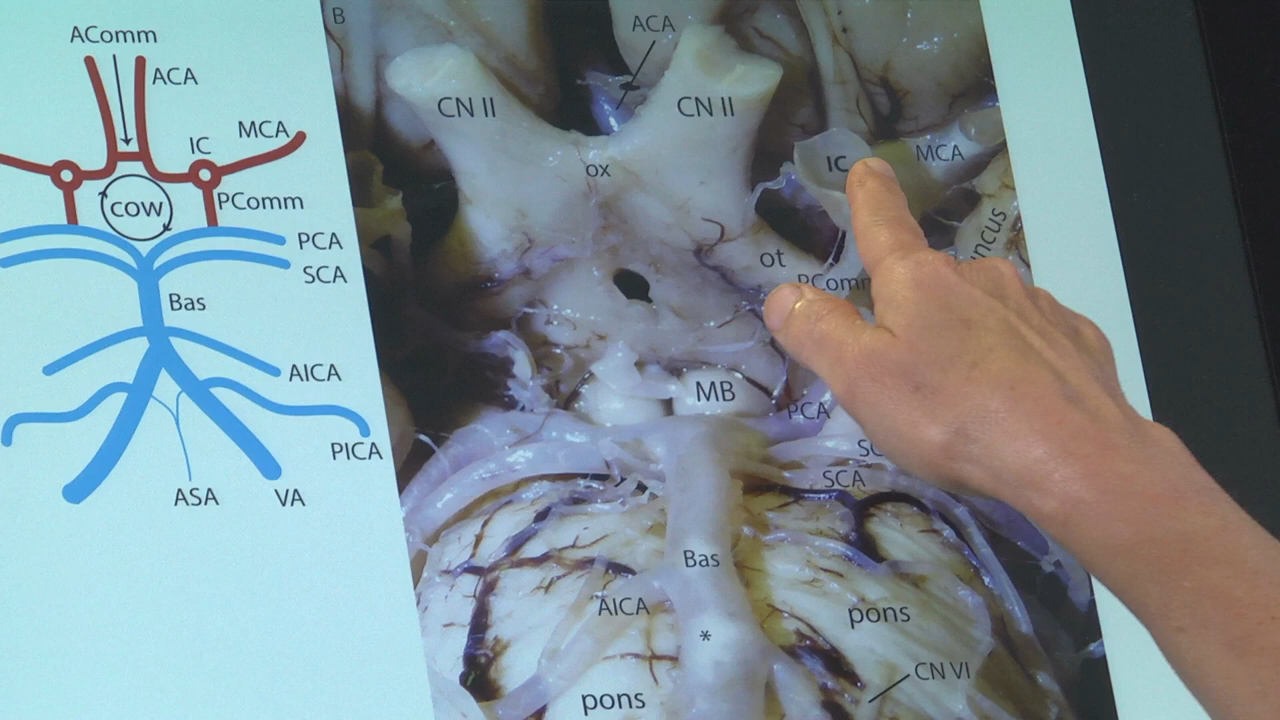 AComm
ACA
IC
MCA
COW
PComm
PCA
SCA
Bas
AICA
PICA
ASA
VA
B
ACA
CN II
CN II
ox
IC
MCA
ot
PComm
MB
PCA
SCA
Bas
AICA
*
pons
pons
CN VI